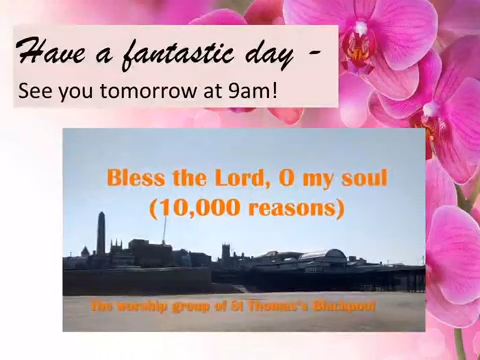 Have a fantastic day -
See you tomorrow at 9am!
Bless the Lord, O my soul
(10,000 reasons)
The worship group of St Thomas's Blackpool